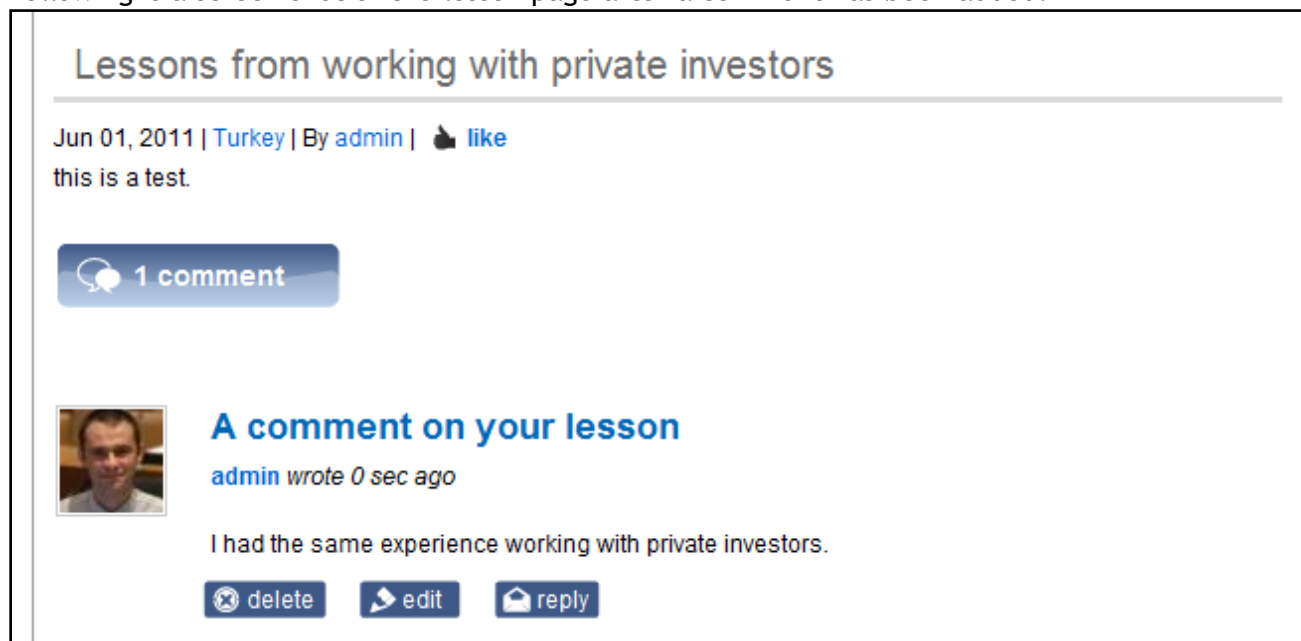 Lessons from working with private investors
Jun 01, 2011 | Turkey | By admin | like
this is a test.
1 comment
A comment on your lesson
admin wrote 0 sec ago
I had the same experience working with private investors.
delete edit reply